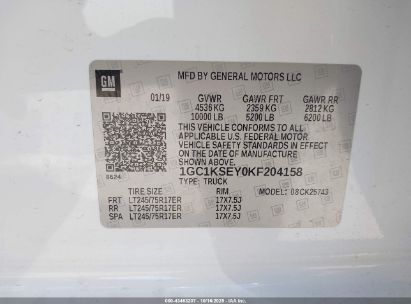 GM
MFD BY GENERAL MOTORS LLC
01/19 GVWR GAWR FRT GAWR RR
4536 KG 2359 KG 2812 KG
10000 LB 5200 LB 6200 LB
THIS VEHICLE CONFORMS TO ALL
APPLICABLE U.S. FEDERAL MOTOR
VEHICLE SAFETY STANDARDS IN EFFECT
ON THE DATE OF MANUFACTURE
SHOWN ABOVE.
1GC1KSEY0KF204158
6624 TYPE: TRUCK
TIRE SIZE RIM MODEL: 08CK25743
FRT LT245/75R17ER 17X7.5J
RR LT245/75R17ER 17X7.5J
SPA LT245/75R17ER 17X7.5J